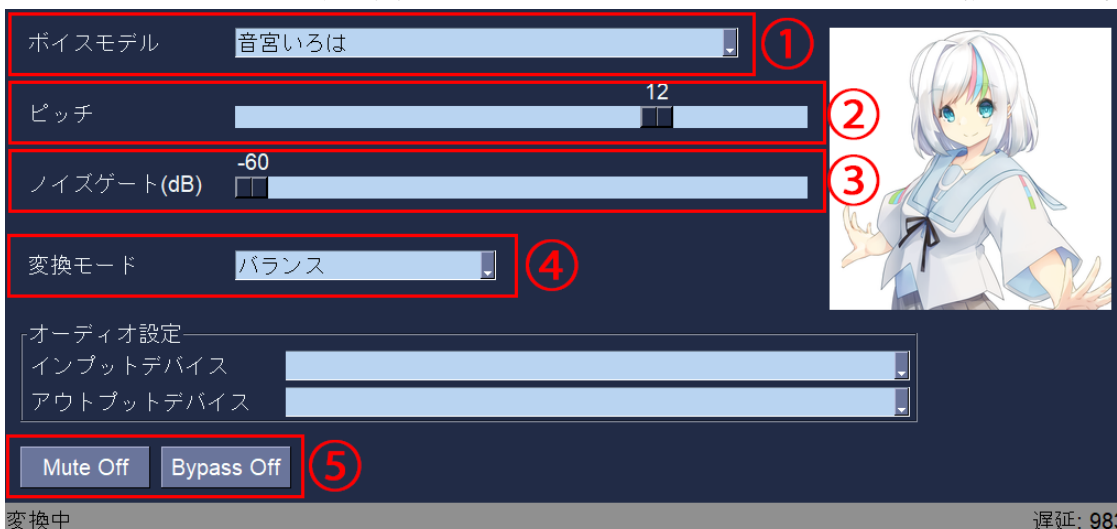 ボイスモデル 音宮いろは ①
ピッチ 12 ②
ノイズゲート(dB) -60 ③
変換モード バランス ④
オーディオ設定
インプットデバイス
アウトプットデバイス
Mute Off Bypass Off ⑤
変換中 遅延: